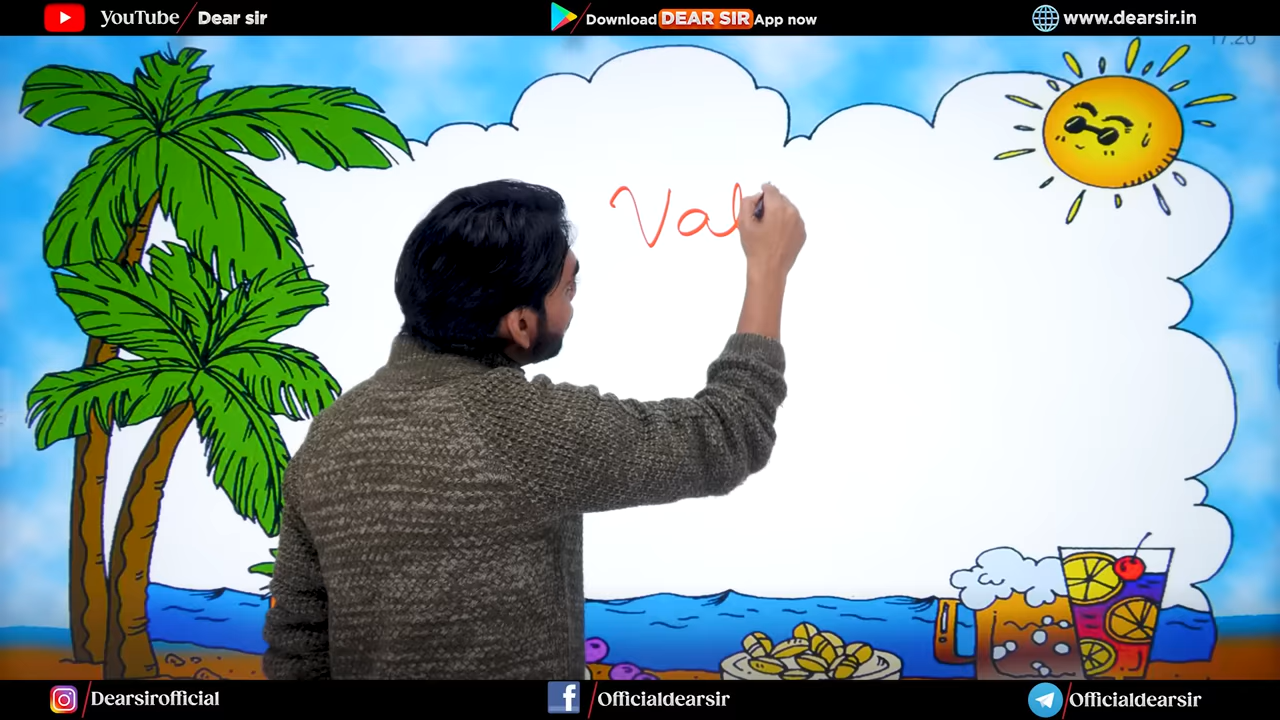 YouTube / Dear sir
Download DEAR SIR App now
www.dearsir.in
17:20
Val
Dearsirofficial
Officialdearsir
Officialdearsir